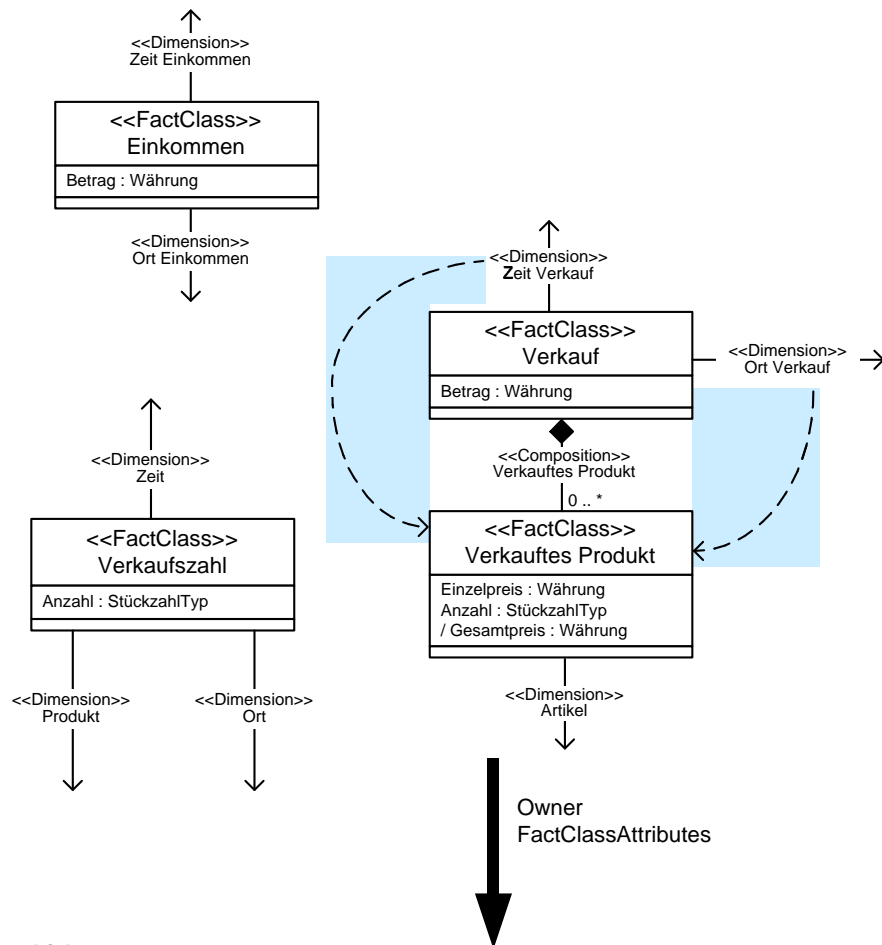 <<Dimension>>
Zeit Einkommen
<<FactClass>>
Einkommen
Betrag : Währung
<<Dimension>>
Ort Einkommen
<<Dimension>>
Zeit Verkauf
<<FactClass>>
Verkauf
Betrag : Währung
<<Dimension>>
Ort Verkauf
<<Composition>>
Verkauftes Produkt
0 .. *
<<Dimension>>
Zeit
<<FactClass>>
Verkaufszahl
Anzahl : StückzahlTyp
<<Dimension>>
Produkt
<<Dimension>>
Ort
<<FactClass>>
Verkauftes Produkt
Einzelpreis : Währung
Anzahl : StückzahlTyp
/ Gesamtpreis : Währung
<<Dimension>>
Artikel
Owner
FactClassAttributes